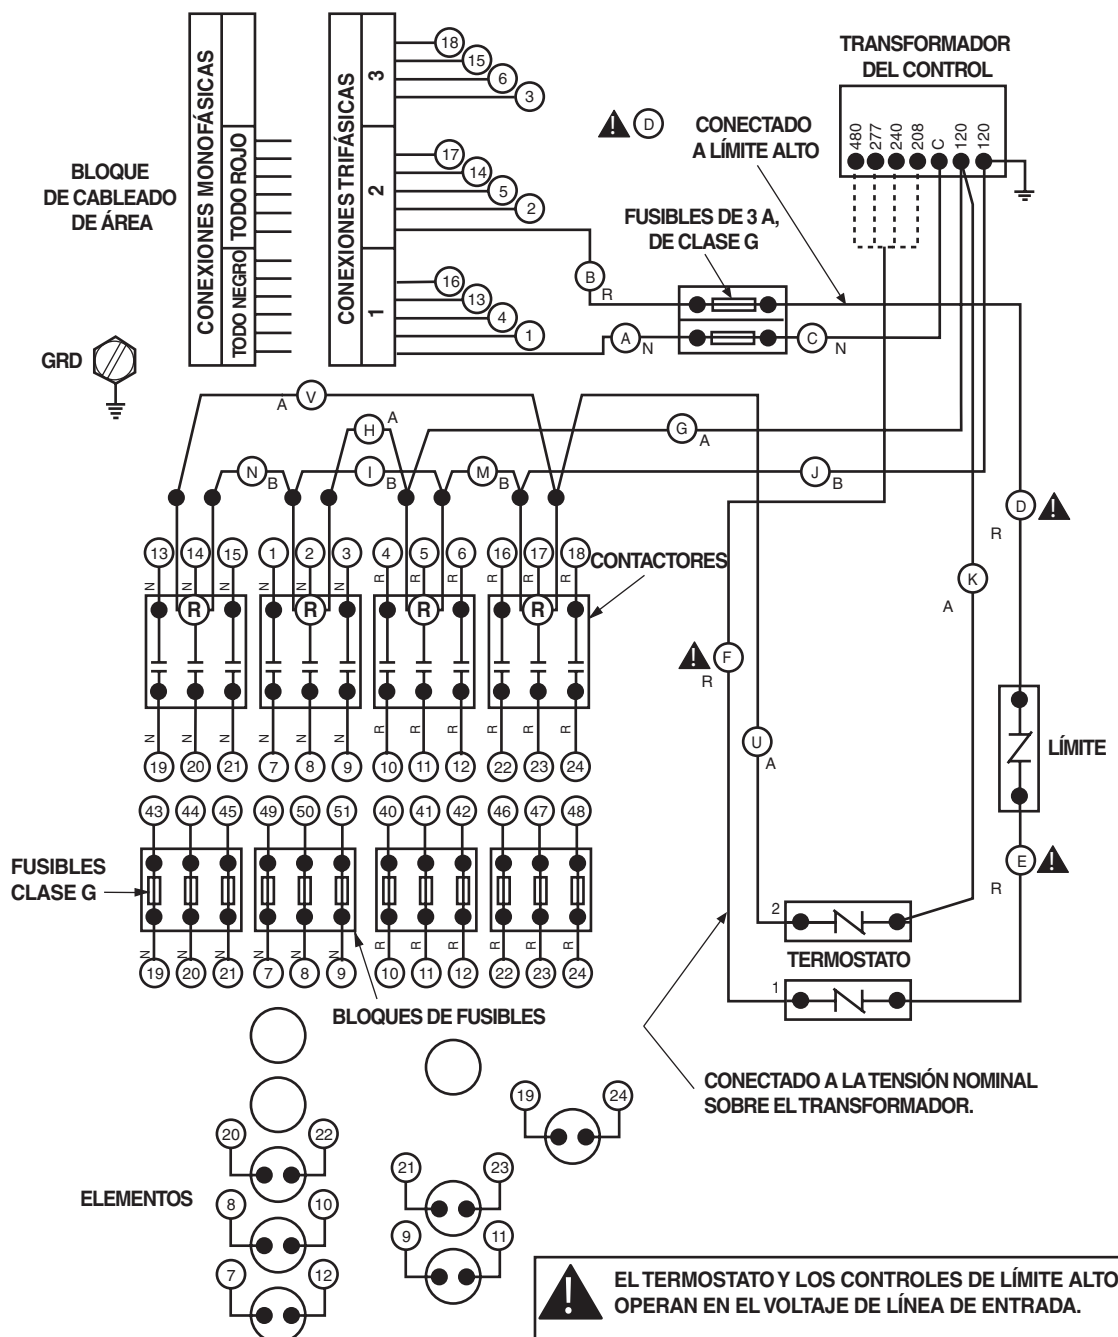 CONEXIONES MONOFÁSICAS
TODO ROJO
TODO NEGRO
CONEXIONES TRIFÁSICAS
3
2
1
18
15
6
3
17
14
5
2
16
13
4
1
BLOQUE
DE CABLEADO
DE ÁREA
GRD
! D
CONECTADO
A LÍMITE ALTO
TRANSFORMADOR
DEL CONTROL
480 277 240 208 C 120 120
FUSIBLES DE 3 A,
DE CLASE G
B
R
A
N
C
N
V
A
H A
G
A
N
B
I
B
M
B
J
B
D !
R
K
A
13 14 15 1 2 3 4 5 6 16 17 18
CONTACTORES
N N N N N N R R R R R R
R R R R
! F
R
N N N N N N R R R R R R
19 20 21 7 8 9 10 11 12 22 23 24
U
A
LÍMITE
43 44 45 49 50 51 40 41 42 46 47 48
FUSIBLES
CLASE G
E !
R
N N N N N N R R R R R R
19 20 21 7 8 9 10 11 12 22 23 24
2
TERMOSTATO
1
BLOQUES DE FUSIBLES
CONECTADO A LA TENSIÓN NOMINAL
SOBRE EL TRANSFORMADOR.
19 24
20 22
21 23
ELEMENTOS
8 10
9 11
7 12
! EL TERMOSTATO Y LOS CONTROLES DE LÍMITE ALTO
OPERAN EN EL VOLTAJE DE LÍNEA DE ENTRADA.